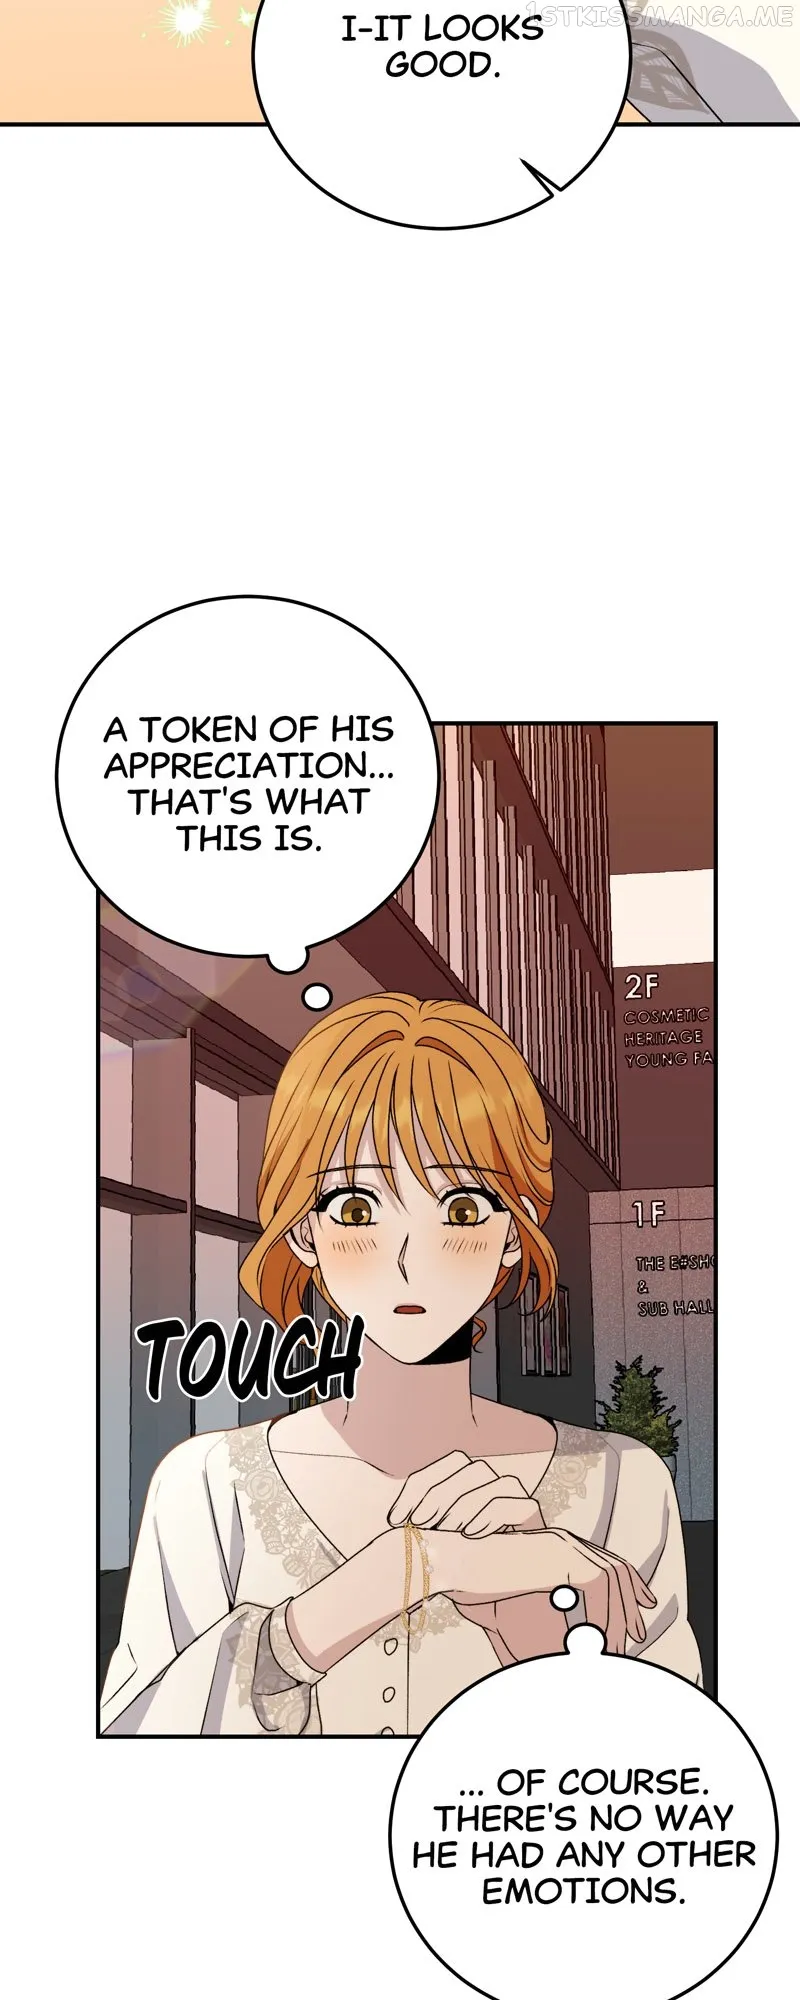 1STKISSMANGA.ME
I-IT LOOKS
GOOD.
A TOKEN OF HIS
APPRECIATION...
THAT'S WHAT
THIS IS.
2F
COSMETIC
HERITAGE
YOUNG FA
1F
THE E#SHO
&
SUB HALL
TOUCH
... OF COURSE.
THERE'S NO WAY
HE HAD ANY OTHER
EMOTIONS.